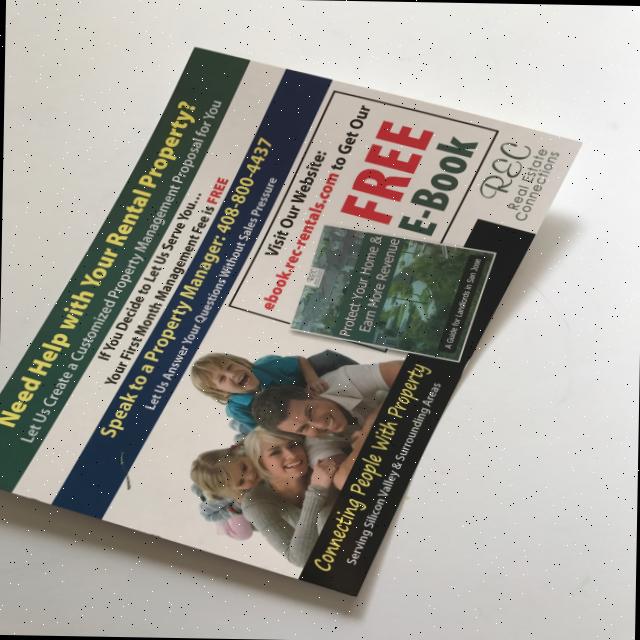 Need Help with Your Rental Property?
Let Us Create a Customized Property Management Proposal for You
If You Decide to Let Us Serve You...
Your First Month Management Fee is FREE
Speak to a Property Manager: 408-800-4437
Let Us Answer Your Questions Without Sales Pressure
Visit Our Website:
ebook.rec-rentals.com to Get Our
FREE
E-Book
Protect Your Home &
Earn More Revenue
A Guide for Landlords in San Jose
REC
Real Estate
Connections
Connecting People with Property
Serving Silicon Valley & Surrounding Areas